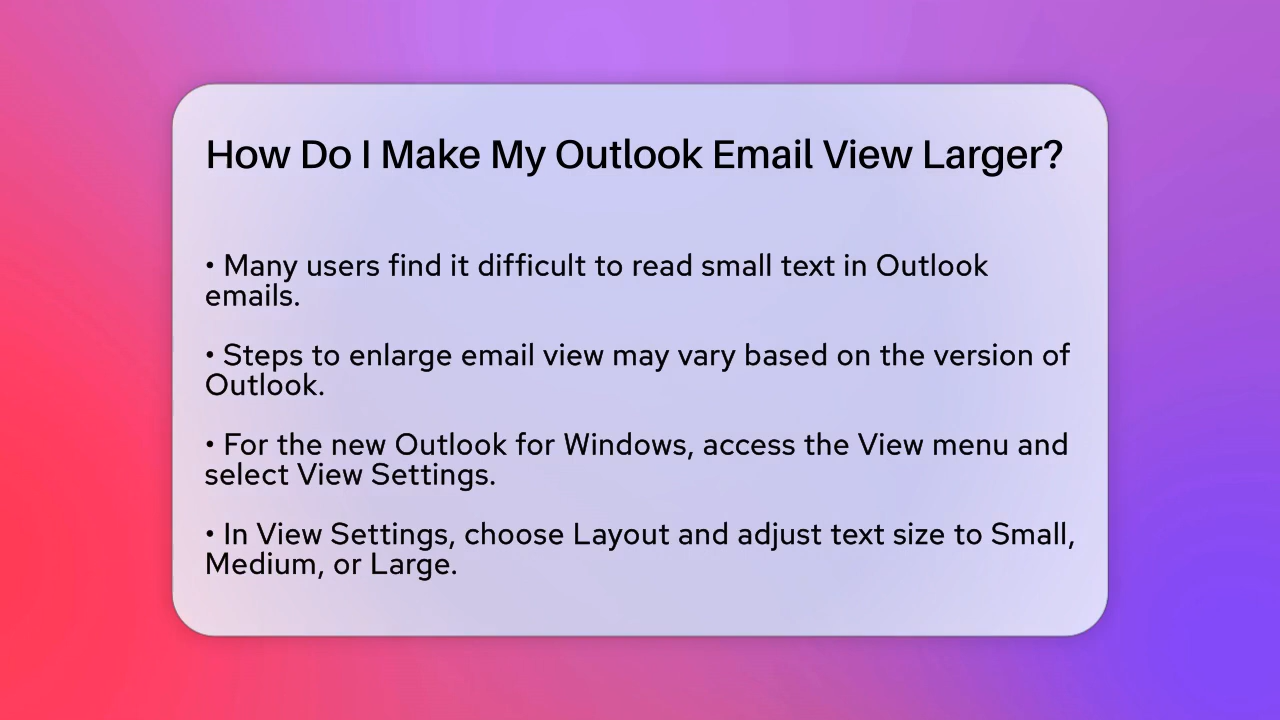 How Do I Make My Outlook Email View Larger?
• Many users find it difficult to read small text in Outlook
emails.
• Steps to enlarge email view may vary based on the version of
Outlook.
• For the new Outlook for Windows, access the View menu and
select View Settings.
• In View Settings, choose Layout and adjust text size to Small,
Medium, or Large.